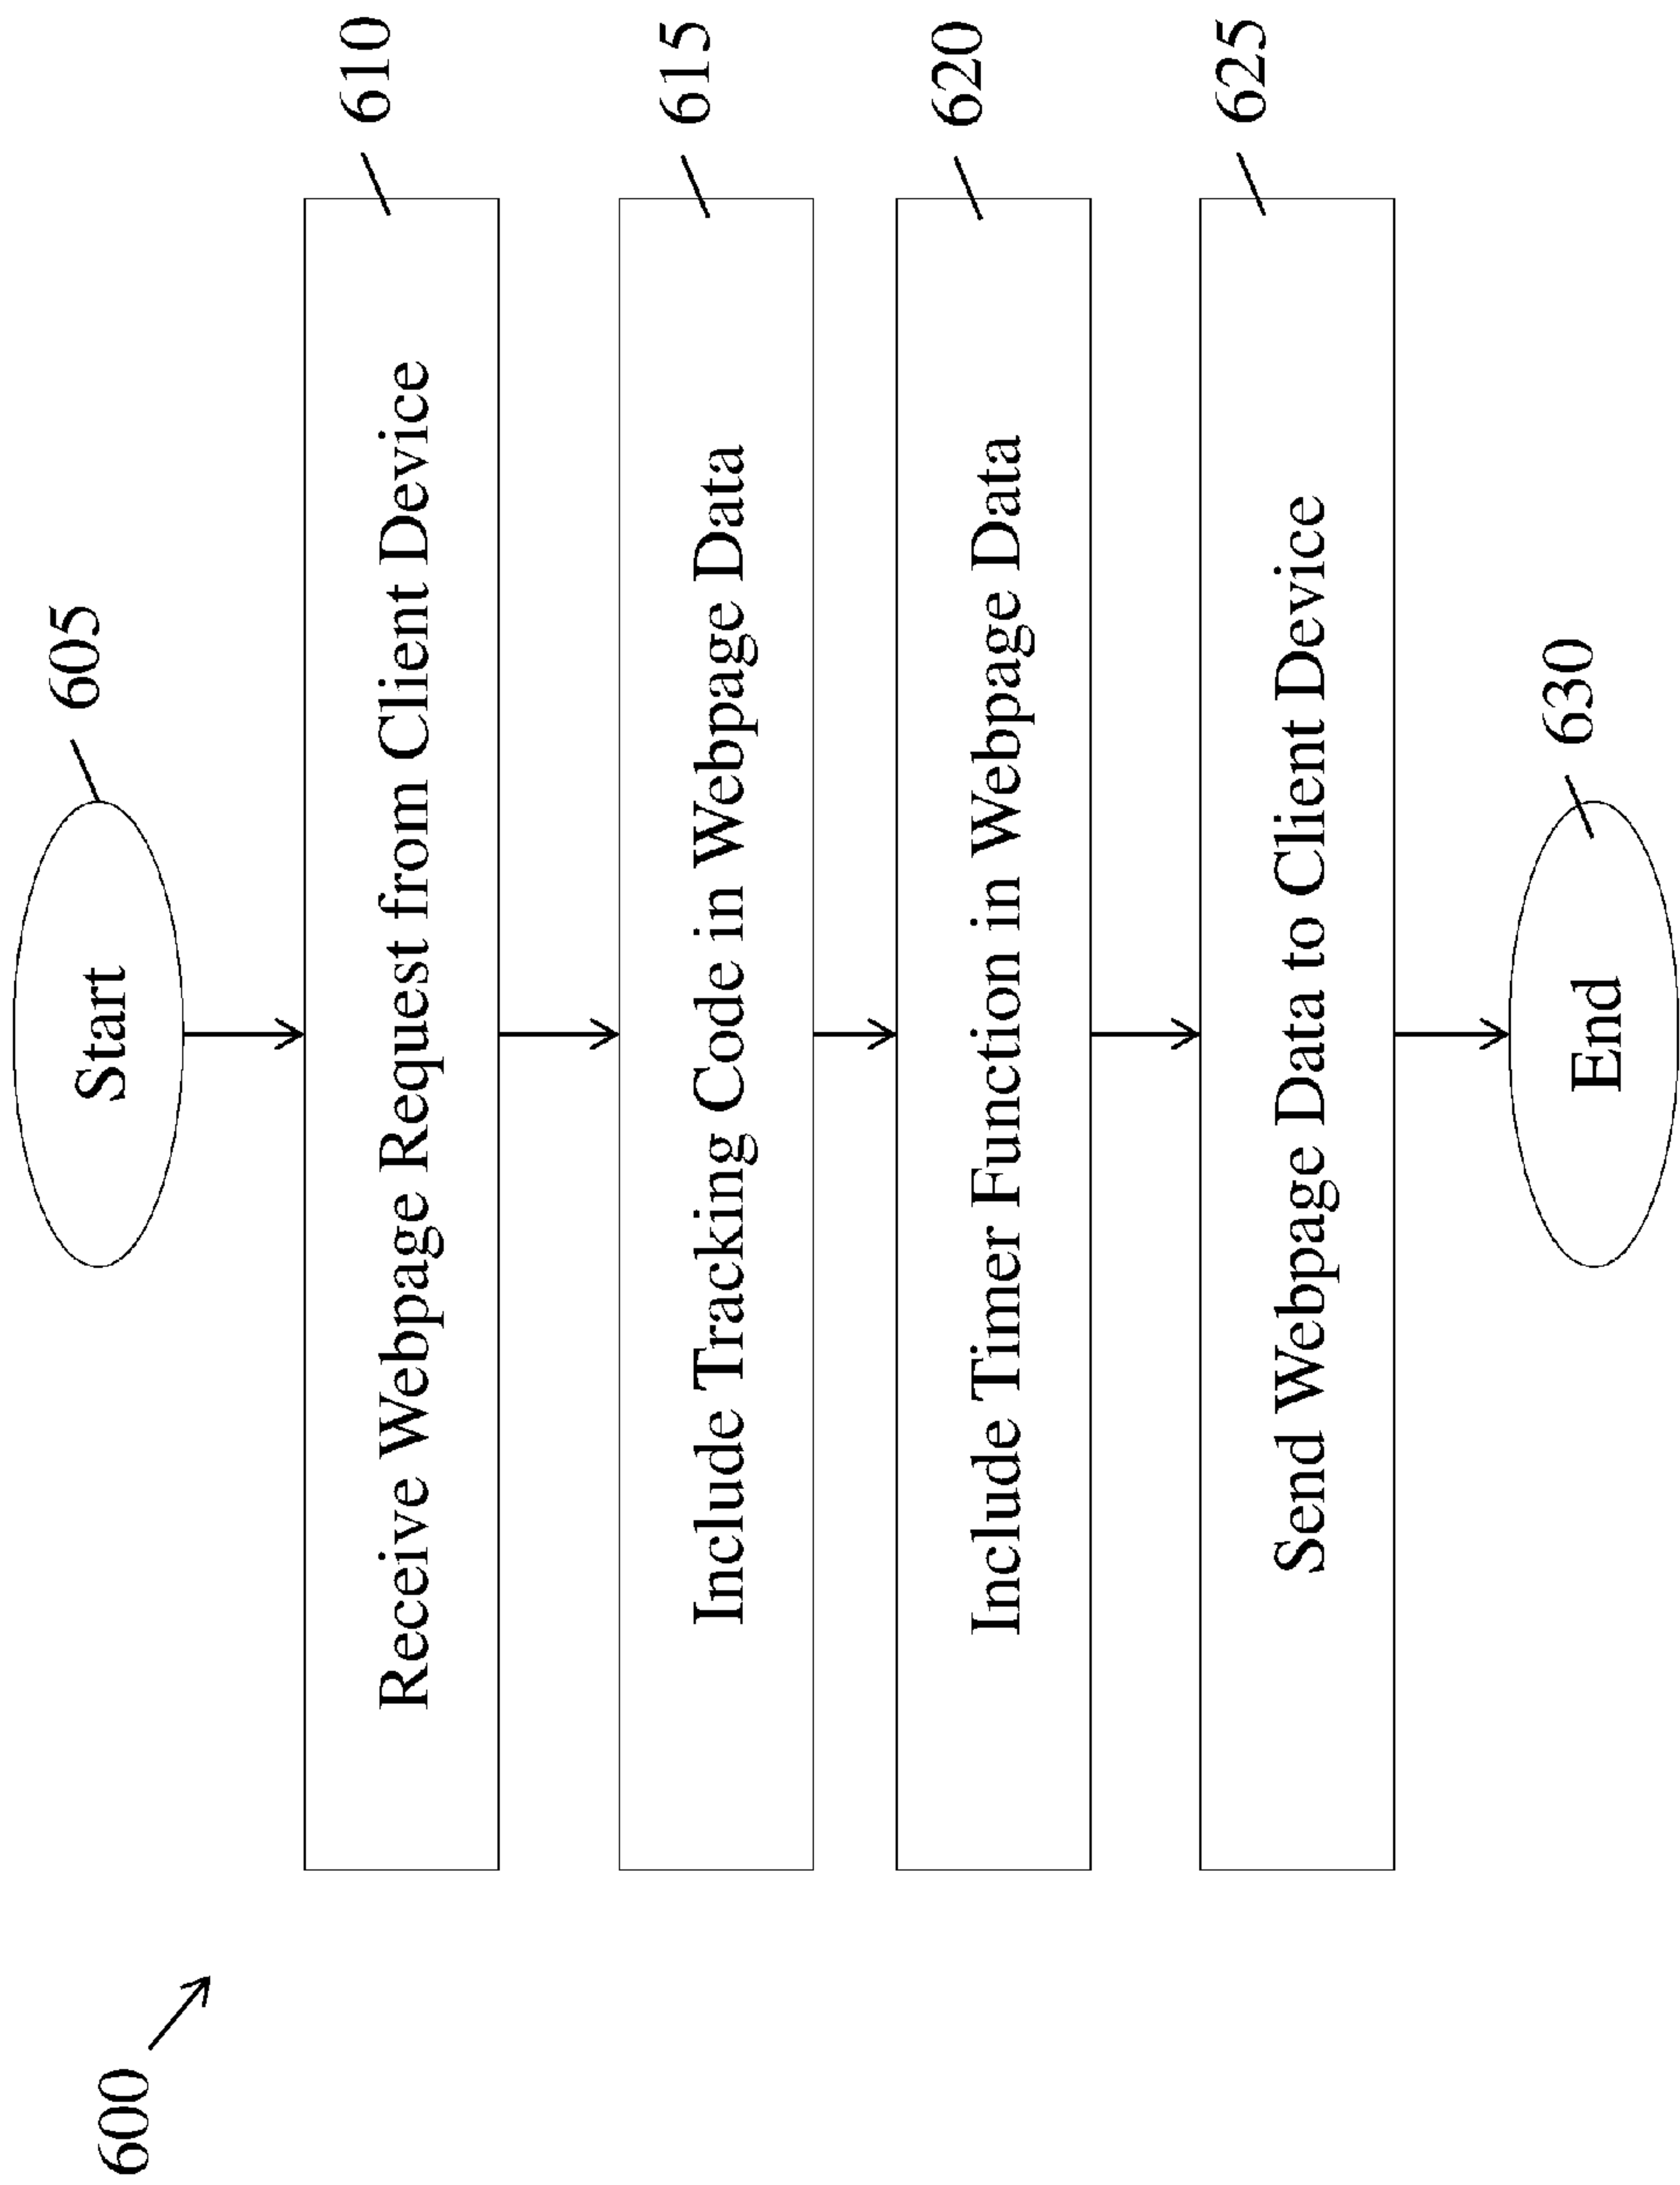 600
Start
605
Receive Webpage Request from Client Device
610
Include Tracking Code in Webpage Data
615
Include Timer Function in Webpage Data
620
Send Webpage Data to Client Device
625
End
630